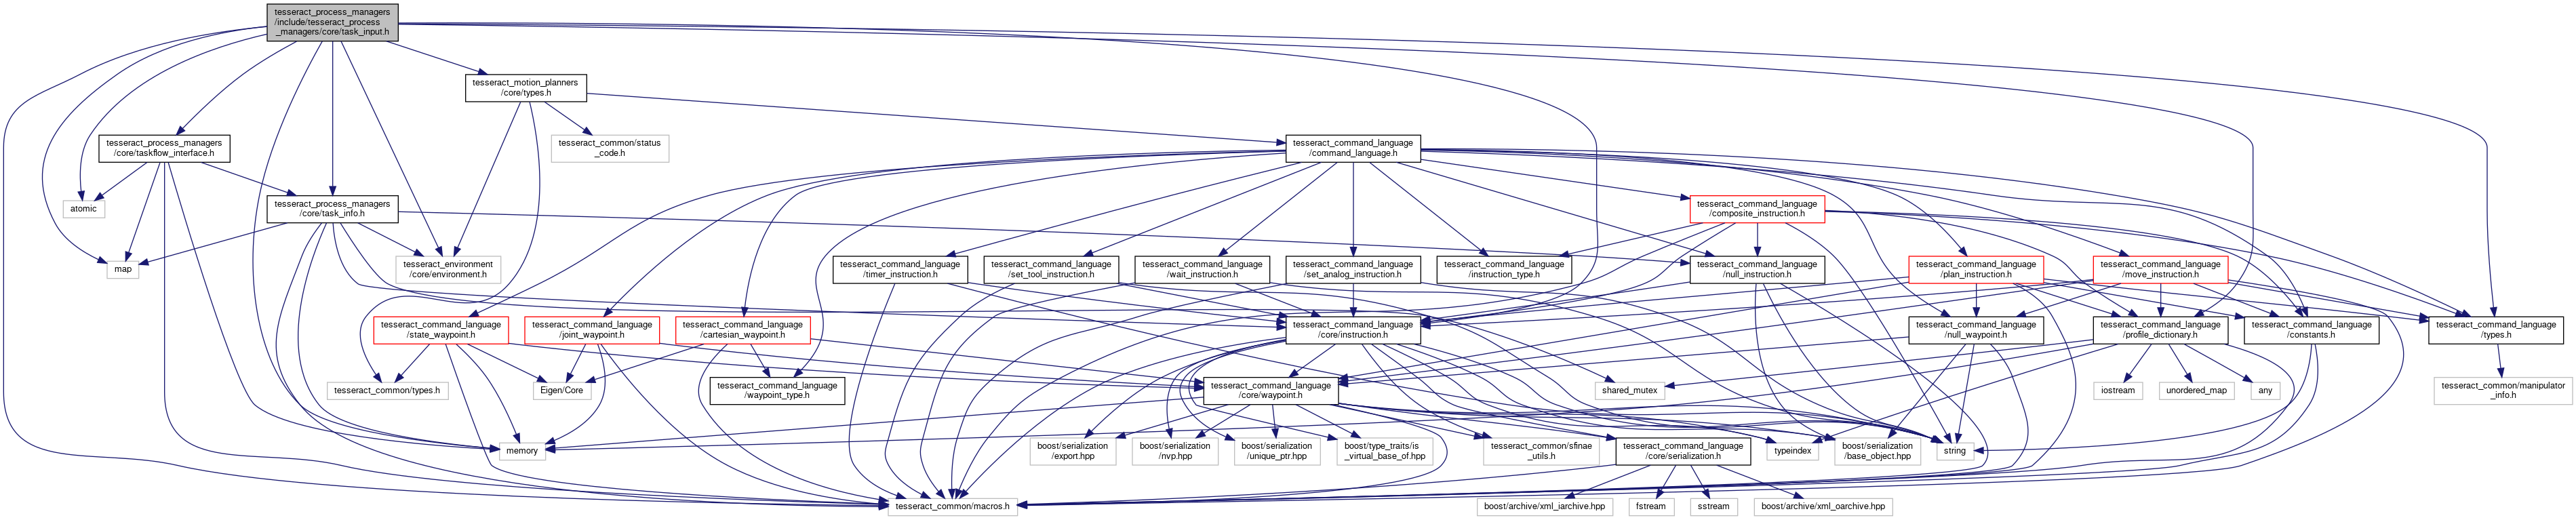 tesseract_process_managers
/include/tesseract_process
_managers/core/task_input.h
tesseract_motion_planners
/core/types.h
tesseract_process_managers
/core/taskflow_interface.h
tesseract_common/status
_code.h
tesseract_command_language
/command_language.h
atomic
tesseract_process_managers
/core/task_info.h
tesseract_command_language
/composite_instruction.h
map
tesseract_environment
/core/environment.h
tesseract_command_language
/timer_instruction.h
tesseract_command_language
/set_tool_instruction.h
tesseract_command_language
/wait_instruction.h
tesseract_command_language
/set_analog_instruction.h
tesseract_command_language
/instruction_type.h
tesseract_command_language
/null_instruction.h
tesseract_command_language
/plan_instruction.h
tesseract_command_language
/move_instruction.h
tesseract_command_language
/state_waypoint.h
tesseract_command_language
/joint_waypoint.h
tesseract_command_language
/cartesian_waypoint.h
tesseract_command_language
/core/instruction.h
tesseract_command_language
/null_waypoint.h
tesseract_command_language
/profile_dictionary.h
tesseract_command_language
/constants.h
tesseract_command_language
/types.h
tesseract_common/types.h
Eigen/Core
tesseract_command_language
/waypoint_type.h
tesseract_command_language
/core/waypoint.h
shared_mutex
iostream
unordered_map
any
tesseract_common/manipulator
_info.h
memory
boost/serialization
/export.hpp
boost/serialization
/nvp.hpp
boost/serialization
/unique_ptr.hpp
boost/type_traits/is
_virtual_base_of.hpp
tesseract_common/sfinae
_utils.h
tesseract_command_language
/core/serialization.h
typeindex
boost/serialization
/base_object.hpp
string
tesseract_common/macros.h
boost/archive/xml_iarchive.hpp
fstream
sstream
boost/archive/xml_oarchive.hpp